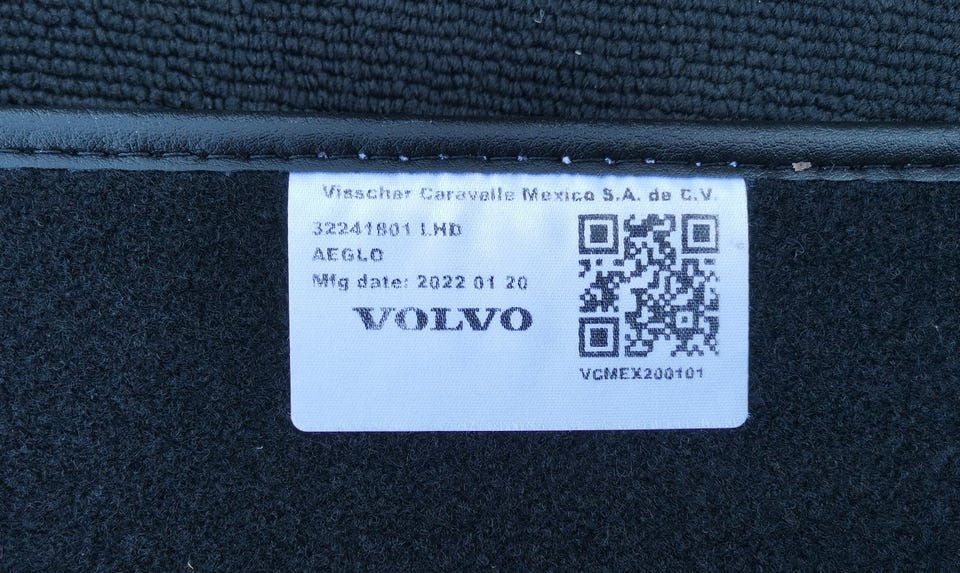 Visscher Caravelle Mexico S.A. de C.V.
32241801 LHD
AEGLO
Mfg date: 2022 01 20
VOLVO
VCMEX200101